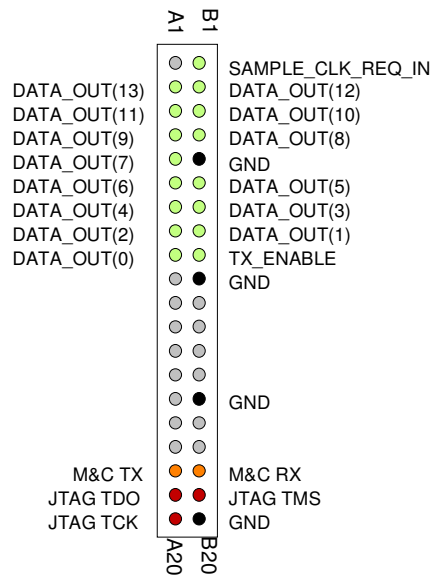 A1 B1
SAMPLE_CLK_REQ_IN
DATA_OUT(13) DATA_OUT(12)
DATA_OUT(11) DATA_OUT(10)
DATA_OUT(9) DATA_OUT(8)
DATA_OUT(7) GND
DATA_OUT(6) DATA_OUT(5)
DATA_OUT(4) DATA_OUT(3)
DATA_OUT(2) DATA_OUT(1)
DATA_OUT(0) TX_ENABLE
GND
GND
M&C TX M&C RX
JTAG TDO JTAG TMS
JTAG TCK GND
A20 B20